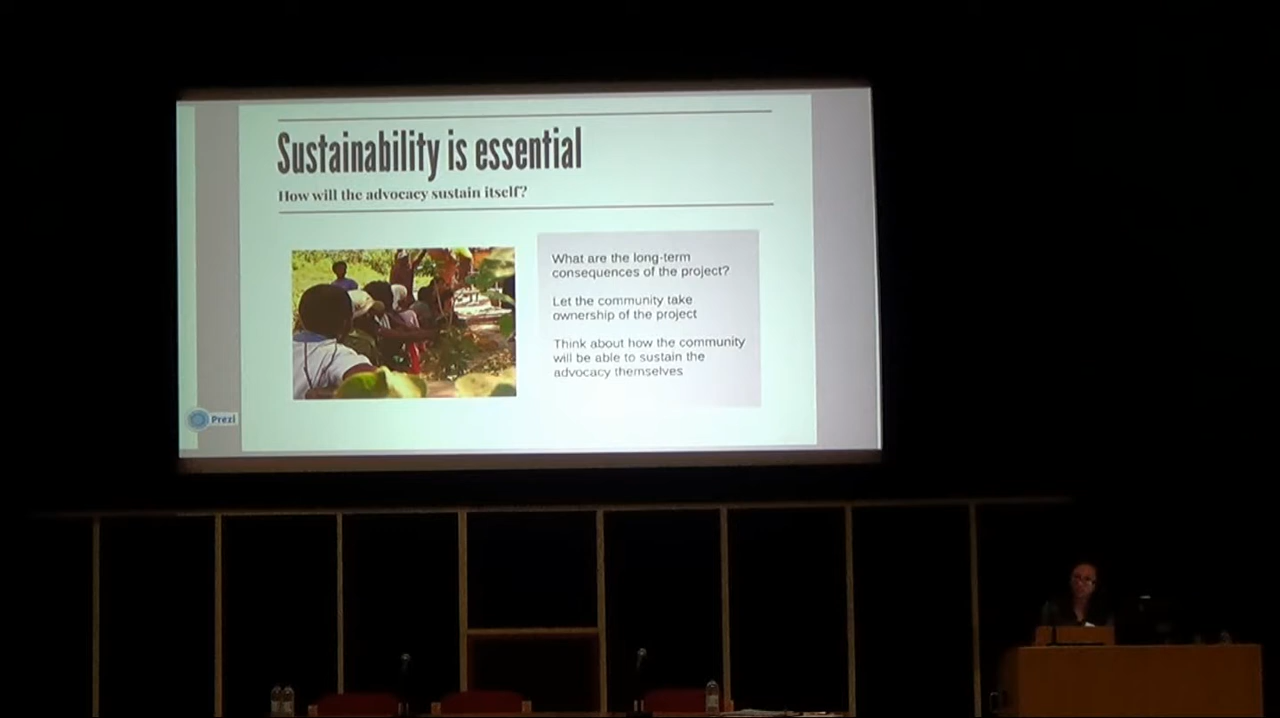 Sustainability is essential
How will the advocacy sustain itself?
What are the long-term
consequences of the project?
Let the community take
ownership of the project
Think about how the community
will be able to sustain the
advocacy themselves
Prezi